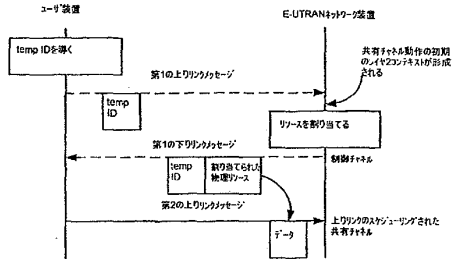 ユーザ装置
E-UTRANネットワーク装置
temp IDを導く
共有チャネル動作の初期
のレイヤ2コンテキストが形成
される
第1の上りリンクメッセージ
temp
ID
リソースを割り当てる
第1の下りリンクメッセージ
制御チャネル
temp
ID
割り当てられた
物理リソース
第2の上りリンクメッセージ
データ
上りリンクのスケジューリングされた
共有チャネル